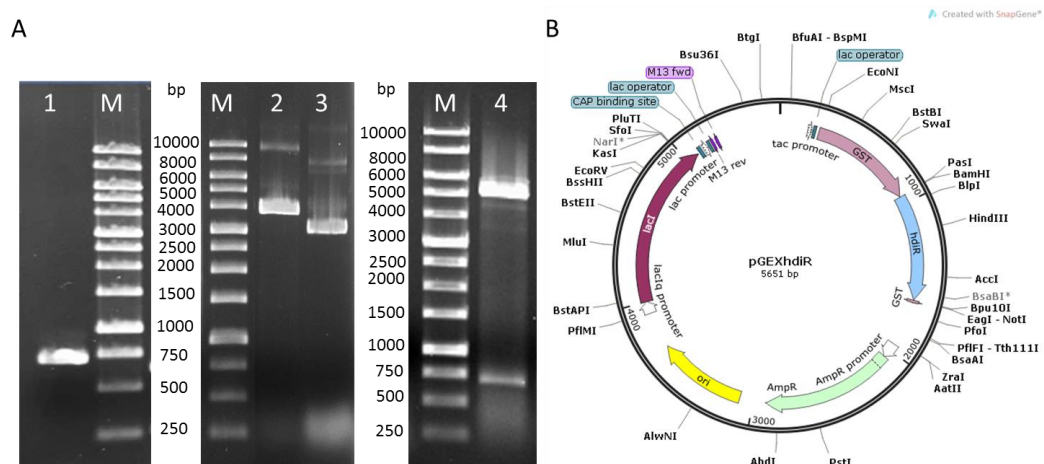 A
1 M
bp
10000
8000
6000
5000
4000
3000
2500
2000
1500
1000
750
500
250
M 2 3
bp
10000
8000
6000
5000
4000
3000
2500
2000
1500
1000
750
500
250
M 4
B
Created with SnapGene®
BtgI
BfuAI - BspMI
lac operator
EcoNI
MscI
BstBI
SwaI
PasI
BamHI
BlpI
HindIII
AccI
BsaBI*
Bpu10I
EagI - NotI
PfoI
PflFI - Tth111I
BsaAI
ZraI
AatII
PstI
AhdI
AlwNI
PflMI
BstAPI
MluI
BstEII
BssHII
EcoRV
KasI
NarI*
SfoI
PluTI
CAP binding site
lac operator
M13 fwd
Bsu36I
tac promoter
GST
1000
hdiR
GST
2000
AmpR promoter
AmpR
3000
ori
4000
lacIq promoter
lacI
5000
lac promoter
M13 rev
pGEXhdiR
5651 bp